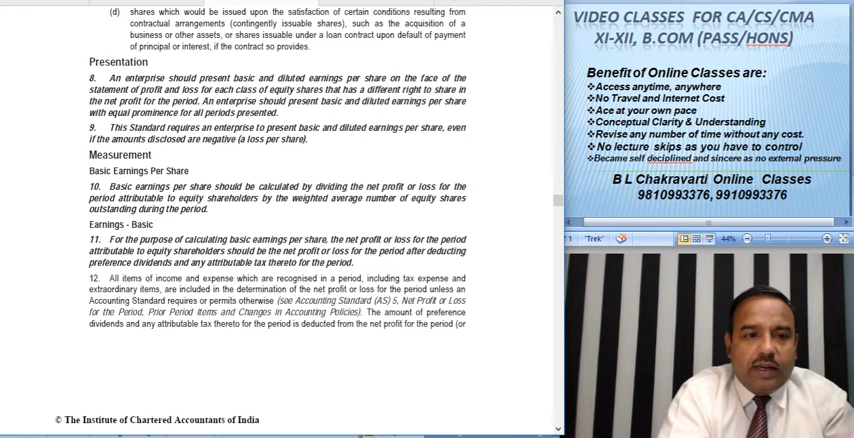 (d) shares which would be issued upon the satisfaction of certain conditions resulting from
contractual arrangements (contingently issuable shares), such as the acquisition of a
business or other assets, or shares issuable under a loan contract upon default of payment
of principal or interest, if the contract so provides.
Presentation
8. An enterprise should present basic and diluted earnings per share on the face of the
statement of profit and loss for each class of equity shares that has a different right to share in
the net profit for the period. An enterprise should present basic and diluted earnings per share
with equal prominence for all periods presented.
9. This Standard requires an enterprise to present basic and diluted earnings per share, even
if the amounts disclosed are negative (a loss per share).
Measurement
Basic Earnings Per Share
10. Basic earnings per share should be calculated by dividing the net profit or loss for the
period attributable to equity shareholders by the weighted average number of equity shares
outstanding during the period.
Earnings - Basic
11. For the purpose of calculating basic earnings per share, the net profit or loss for the period
attributable to equity shareholders should be the net profit or loss for the period after deducting
preference dividends and any attributable tax thereto for the period.
12. All items of income and expense which are recognised in a period, including tax expense and
extraordinary items, are included in the determination of the net profit or loss for the period unless an
Accounting Standard requires or permits otherwise (see Accounting Standard (AS) 5, Net Profit or Loss
for the Period, Prior Period Items and Changes in Accounting Policies). The amount of preference
dividends and any attributable tax thereto for the period is deducted from the net profit for the period (or
© The Institute of Chartered Accountants of India
VIDEO CLASSES FOR CA/CS/CMA
XI-XII, B.COM (PASS/HONS)
Benefit of Online Classes are:
❖Access anytime, anywhere
❖No Travel and Internet Cost
❖Ace at your own pace
❖Conceptual Clarity & Understanding
❖Revise any number of time without any cost.
❖No lecture skips as you have to control
❖Became self deciplined and sincere as no external pressure
B L Chakravarti Online Classes
9810993376, 9910993376
1 "Trek" 44%